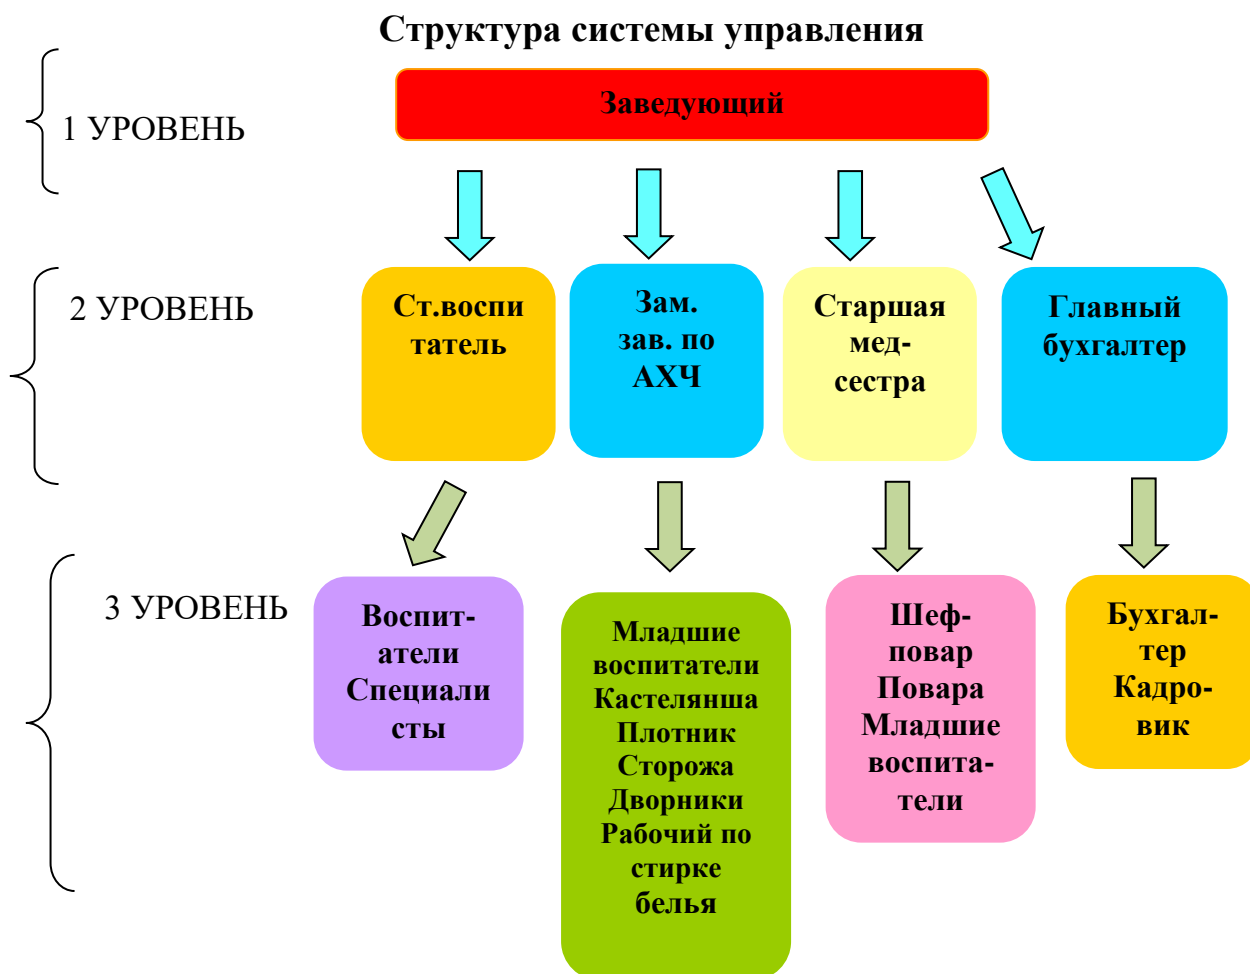 Структура системы управления
Заведующий
1 УРОВЕНЬ
2 УРОВЕНЬ
Ст.воспи
татель
Зам.
зав. по
АХЧ
Старшая
мед-
сестра
Главный
бухгалтер
3 УРОВЕНЬ
Воспит-
атели
Специали
сты
Младшие
воспитатели
Кастелянша
Плотник
Сторожа
Дворники
Рабочий по
стирке
белья
Шеф-
повар
Повара
Младшие
воспита-
тели
Бухгал-
тер
Кадро-
вик